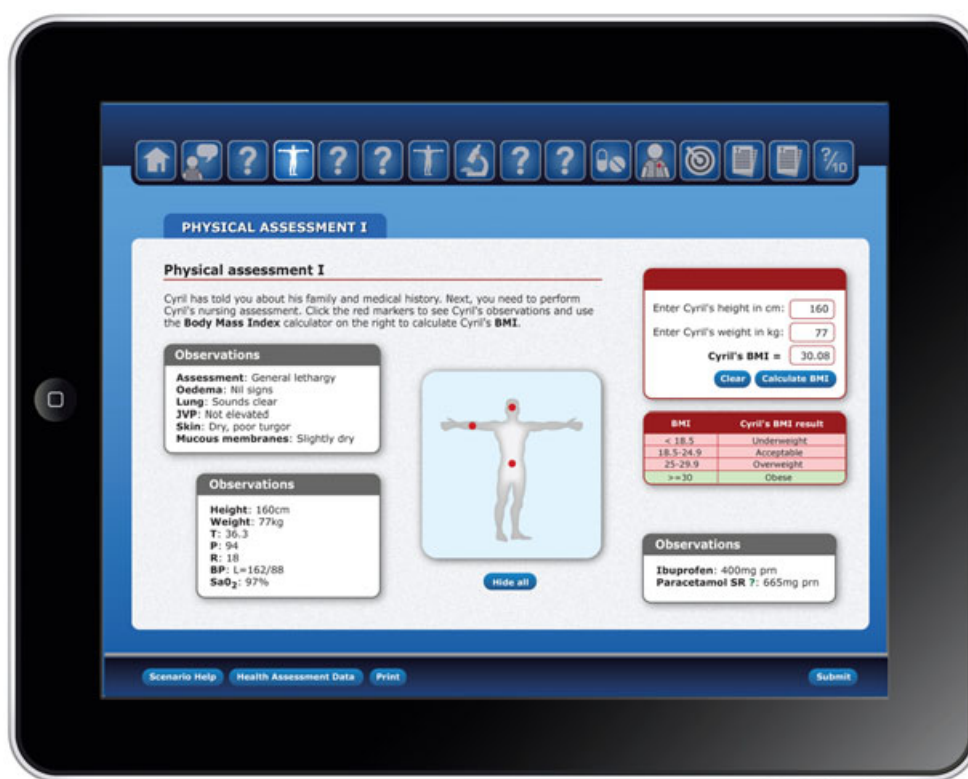 ?
?
?
?
?
?/10
PHYSICAL ASSESSMENT I
Physical assessment I
Cyril has told you about his family and medical history. Next, you need to perform
Cyril's nursing assessment. Click the red markers to see Cyril's observations and use
the Body Mass Index calculator on the right to calculate Cyril's BMI.
Observations
Assessment: General lethargy
Oedema: Nil signs
Lung: Sounds clear
JVP: Not elevated
Skin: Dry, poor turgor
Mucous membranes: Slightly dry
Observations
Height: 160cm
Weight: 77kg
T: 36.3
P: 94
R: 18
BP: L=162/88
SaO₂: 97%
Hide all
Enter Cyril's height in cm: 160
Enter Cyril's weight in kg: 77
Cyril's BMI = 30.08
Clear Calculate BMI
BMI Cyril's BMI result
< 18.5 Underweight
18.5-24.9 Acceptable
25-29.9 Overweight
>=30 Obese
Observations
Ibuprofen: 400mg prn
Paracetamol SR ?: 665mg prn
Scenario Help Health Assessment Data Print Submit